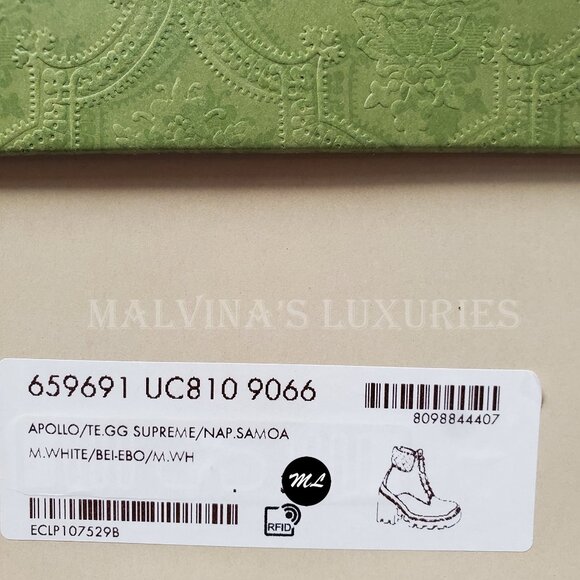 MALVINA'S LUXURIES
659691 UC810 9066
8098844407
APOLLO/TE.GG SUPREME/NAP.SAMOA
M.WHITE/BEI-EBO/M.WH
ML
RFID
ECLP107529B